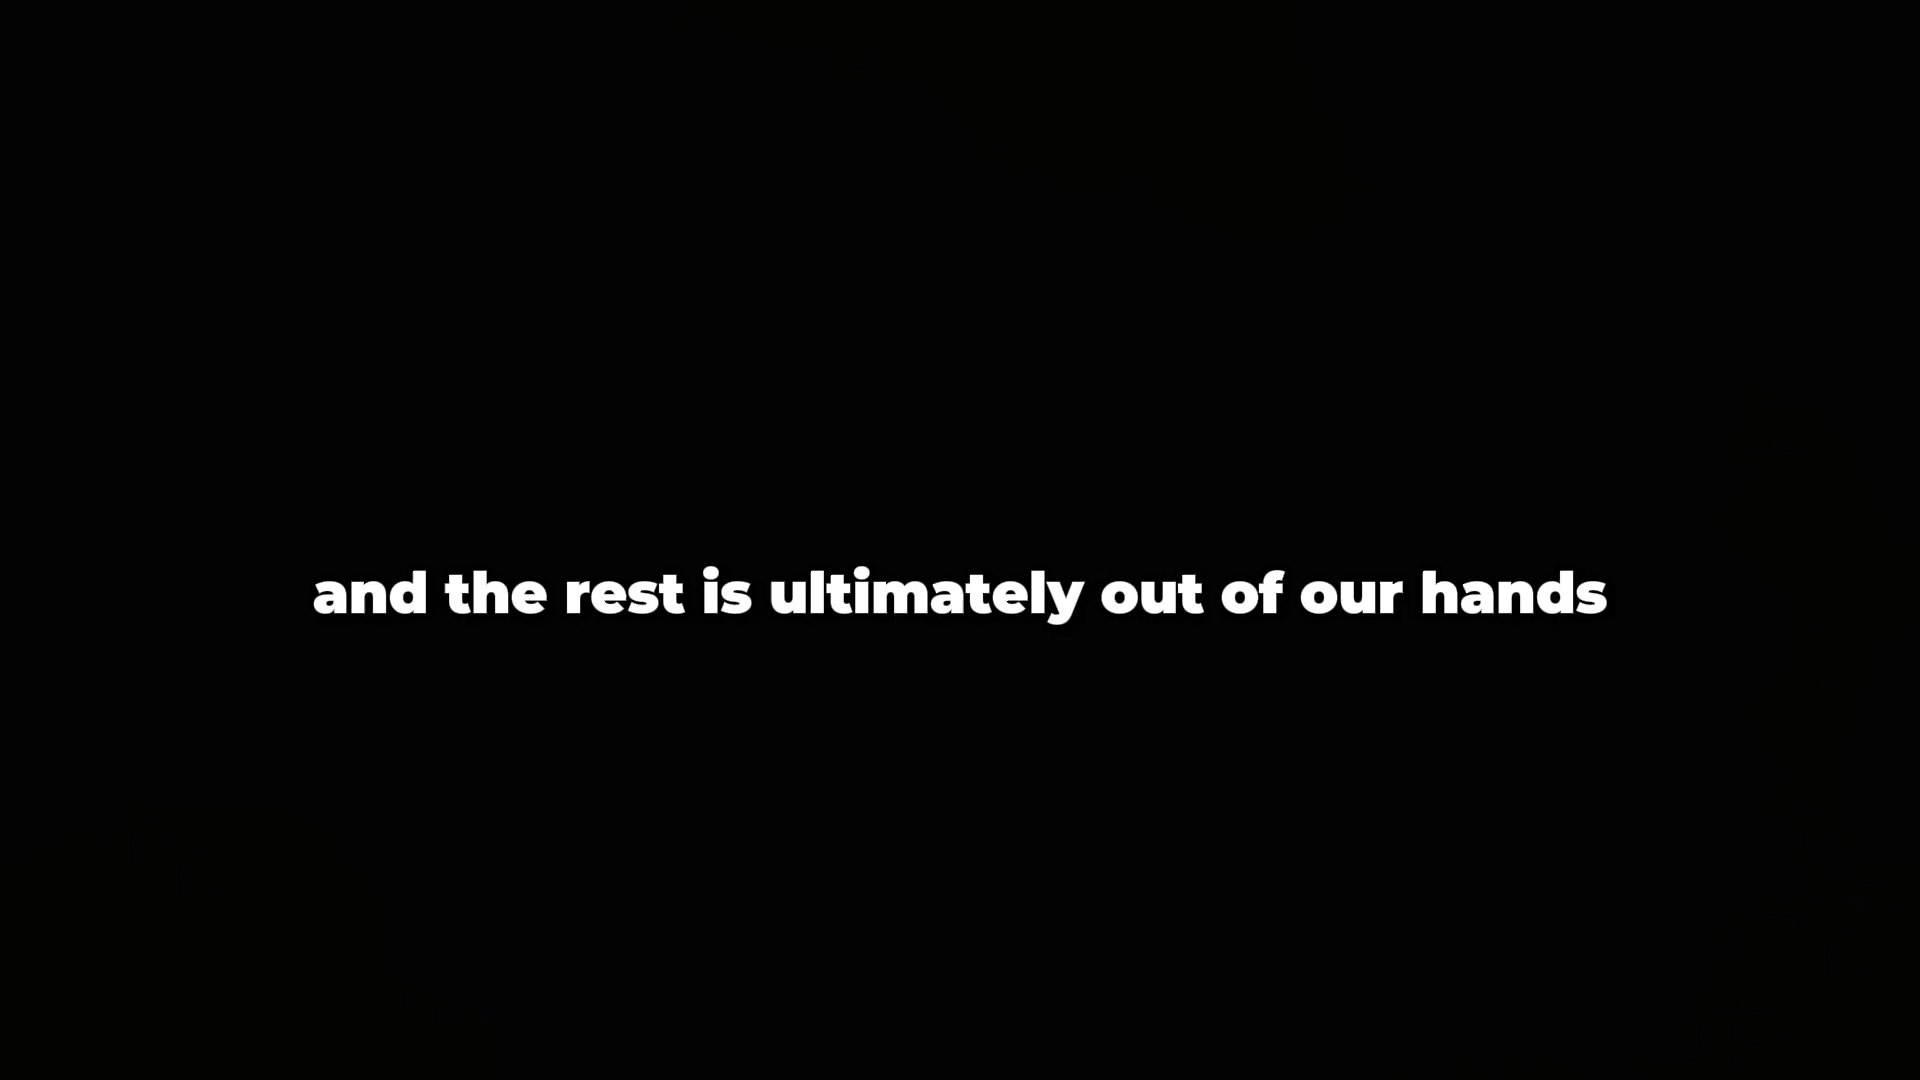 and the rest is ultimately out of our hands